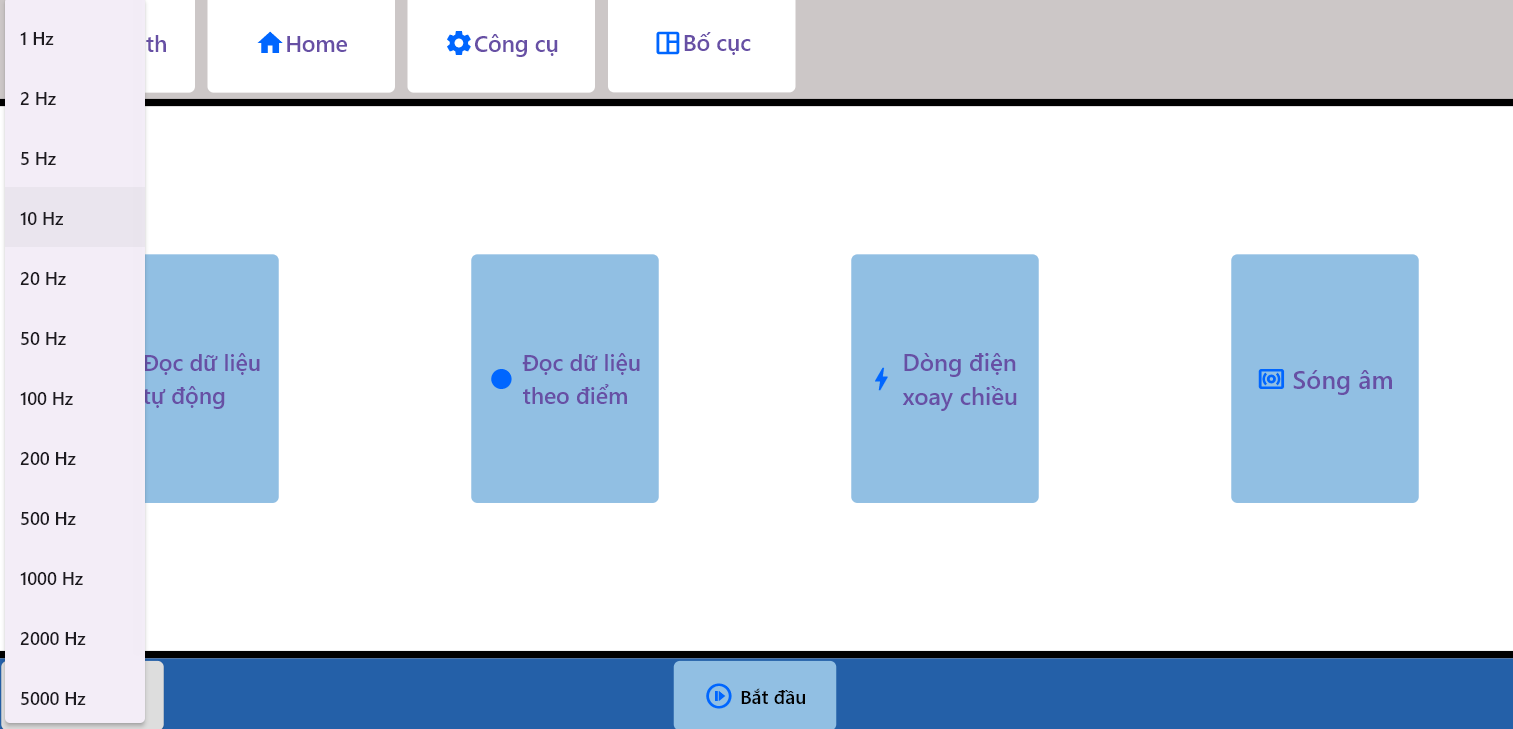 1 Hz
2 Hz
5 Hz
10 Hz
20 Hz
50 Hz
100 Hz
200 Hz
500 Hz
1000 Hz
2000 Hz
5000 Hz
th
Home
Công cụ
Bố cục
Đọc dữ liệu
tự động
Đọc dữ liệu
theo điểm
Dòng điện
xoay chiều
Sóng âm
Bắt đầu